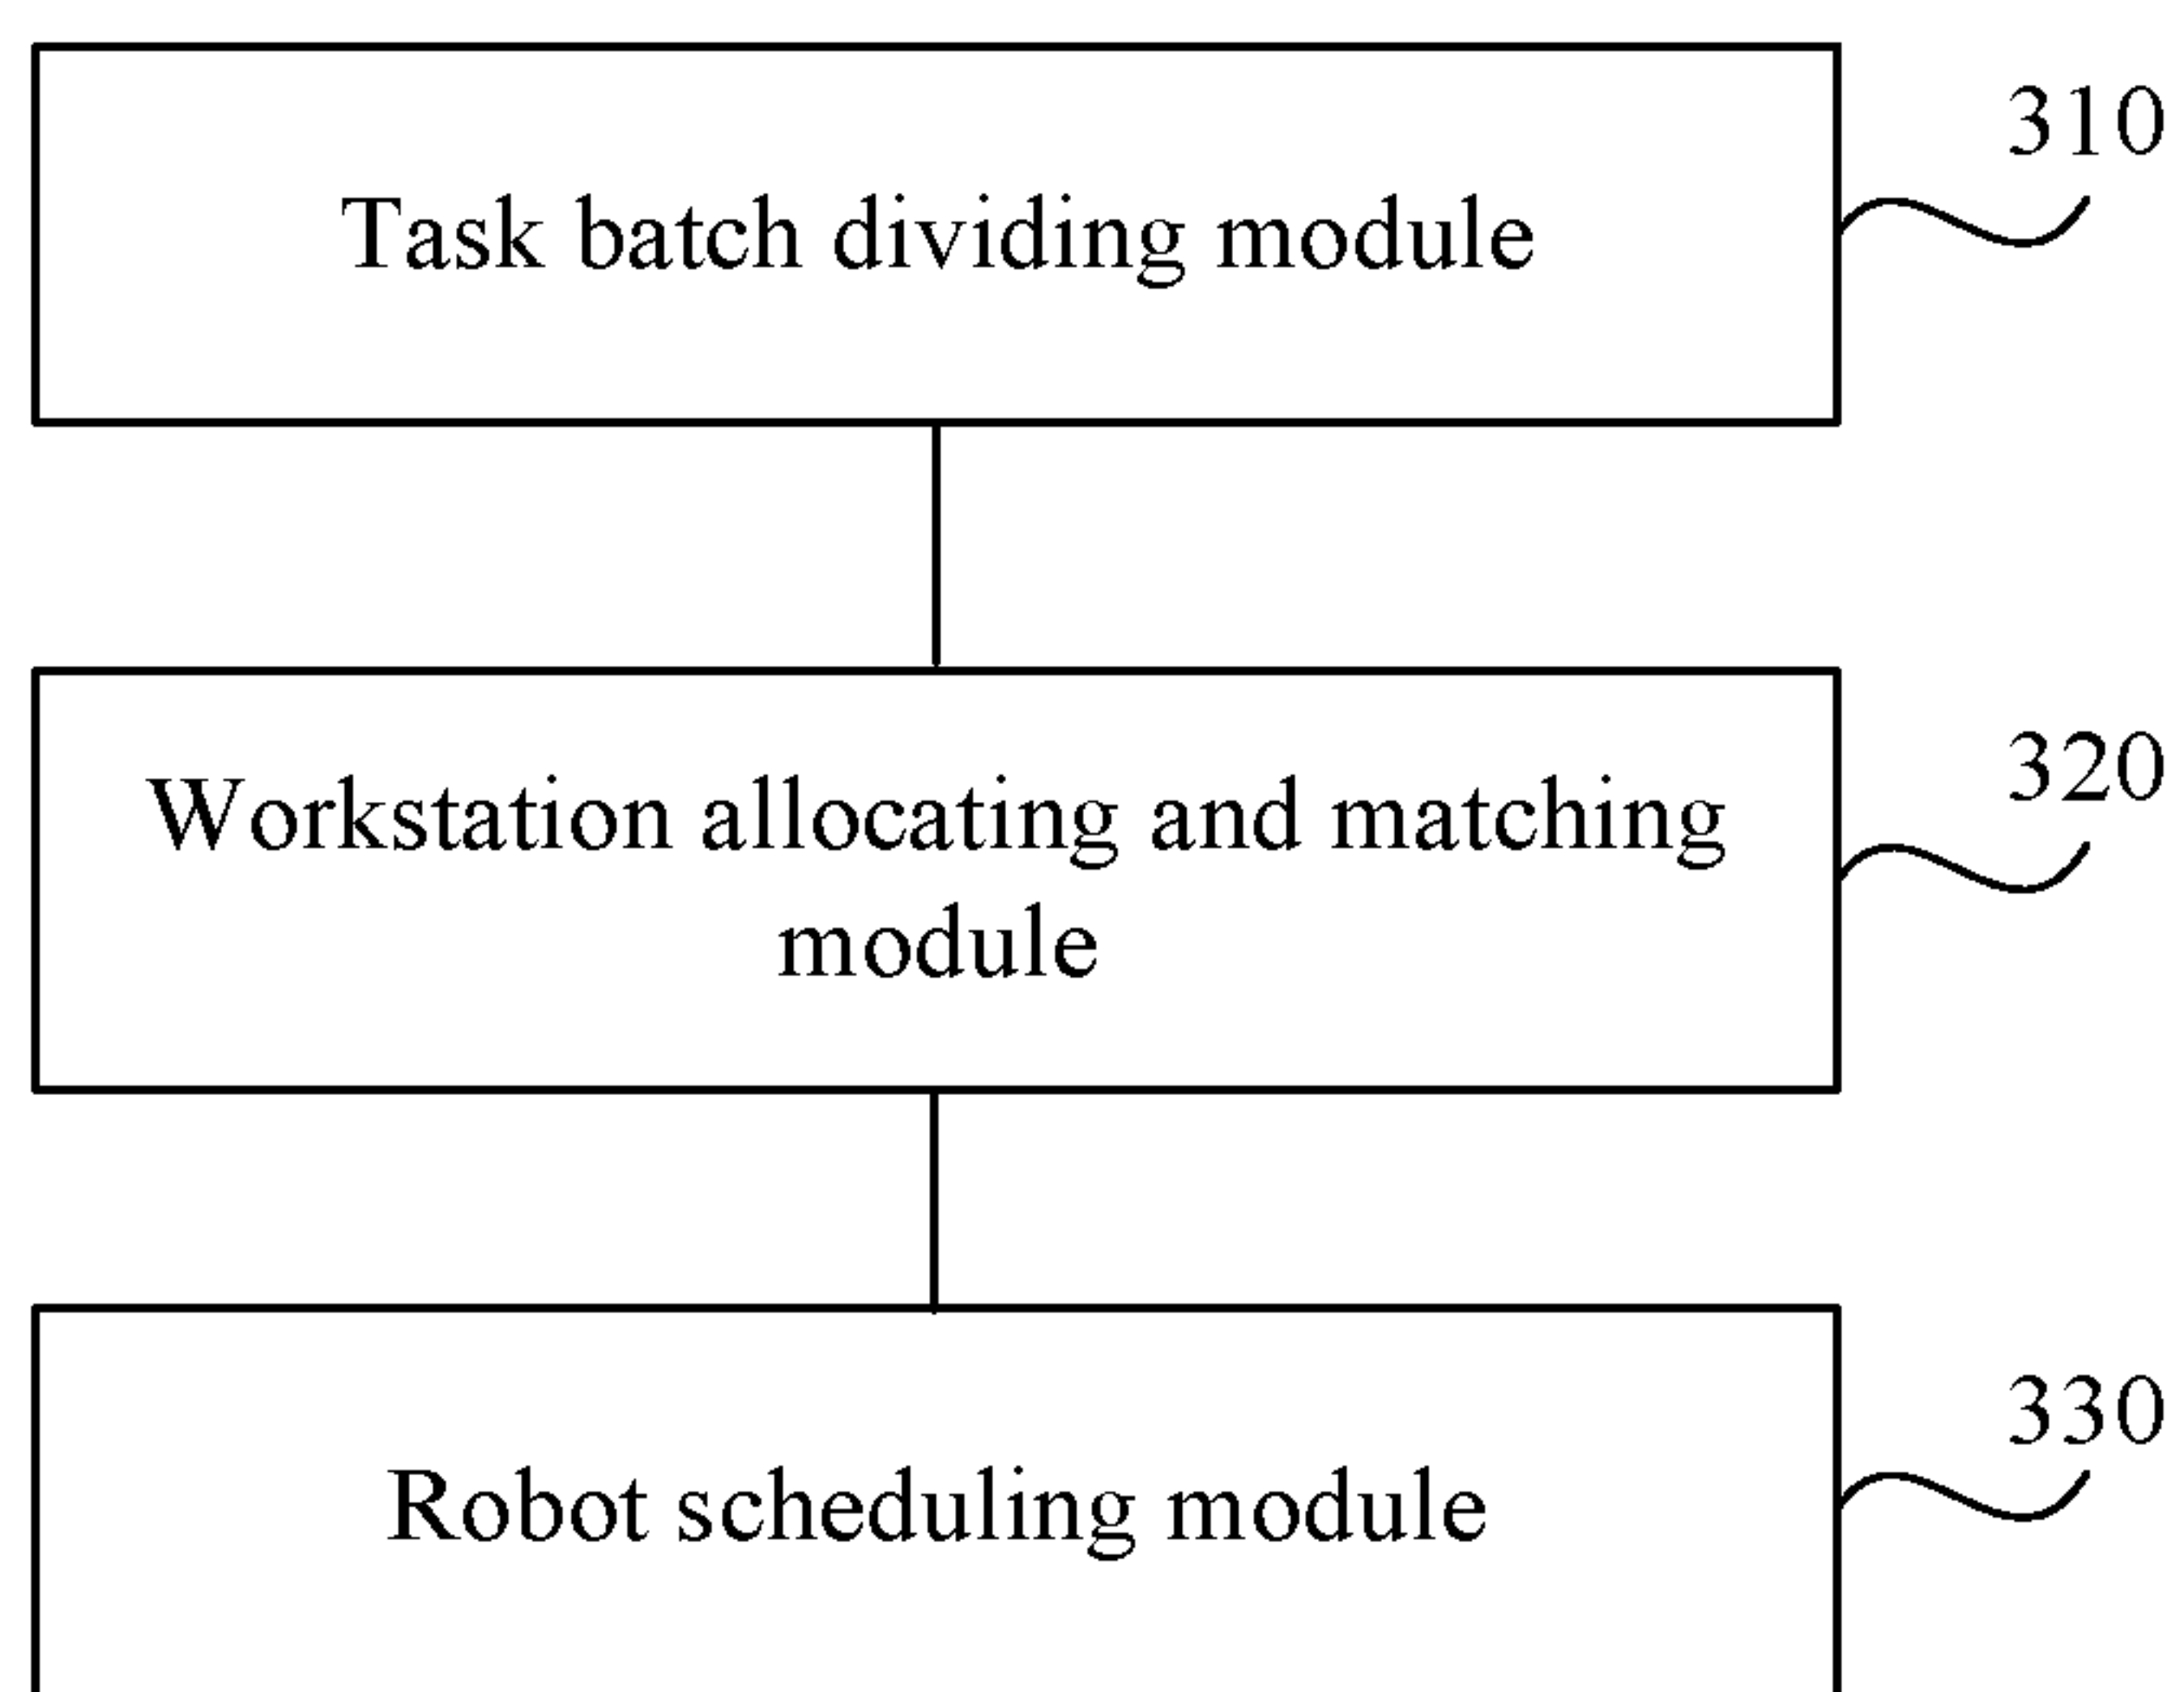 310
Task batch dividing module
320
Workstation allocating and matching
module
330
Robot scheduling module